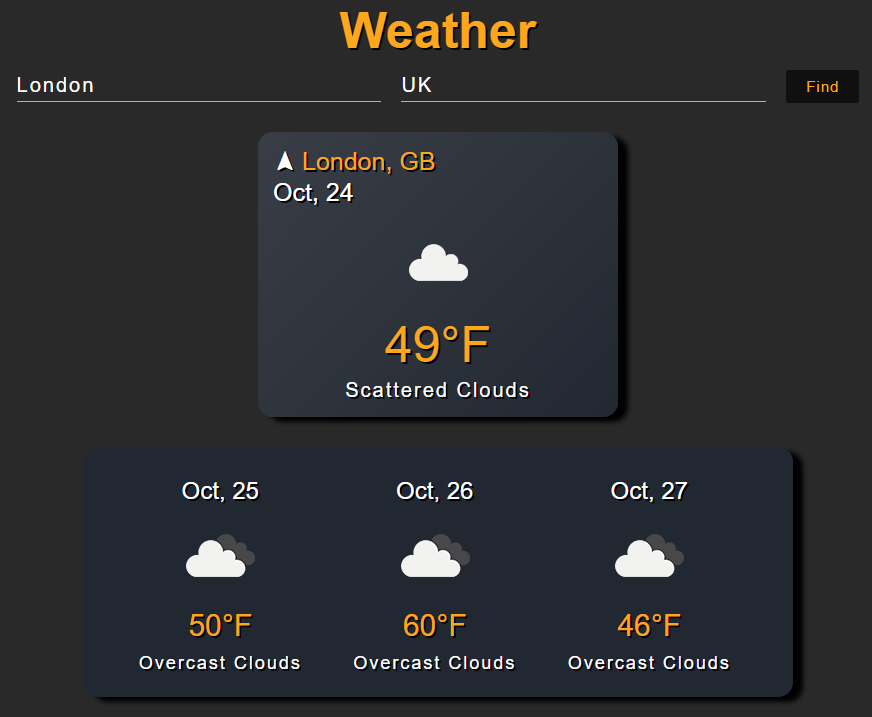 Weather
London UK Find
London, GB
Oct, 24
49°F
Scattered Clouds
Oct, 25 Oct, 26 Oct, 27
50°F 60°F 46°F
Overcast Clouds Overcast Clouds Overcast Clouds